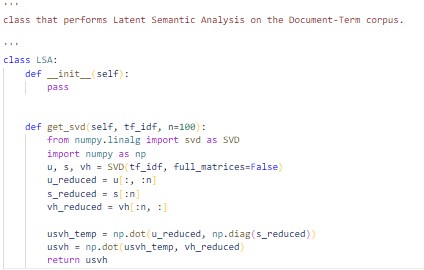 '''
class that performs Latent Semantic Analysis on the Document-Term corpus.
'''
class LSA:
    def __init__(self):
        pass
    def get_svd(self, tf_idf, n=100):
        from numpy.linalg import svd as SVD
        import numpy as np
        u, s, vh = SVD(tf_idf, full_matrices=False)
        u_reduced = u[:, :n]
        s_reduced = s[:n]
        vh_reduced = vh[:n, :]
        usvh_temp = np.dot(u_reduced, np.diag(s_reduced))
        usvh = np.dot(usvh_temp, vh_reduced)
        return usvh